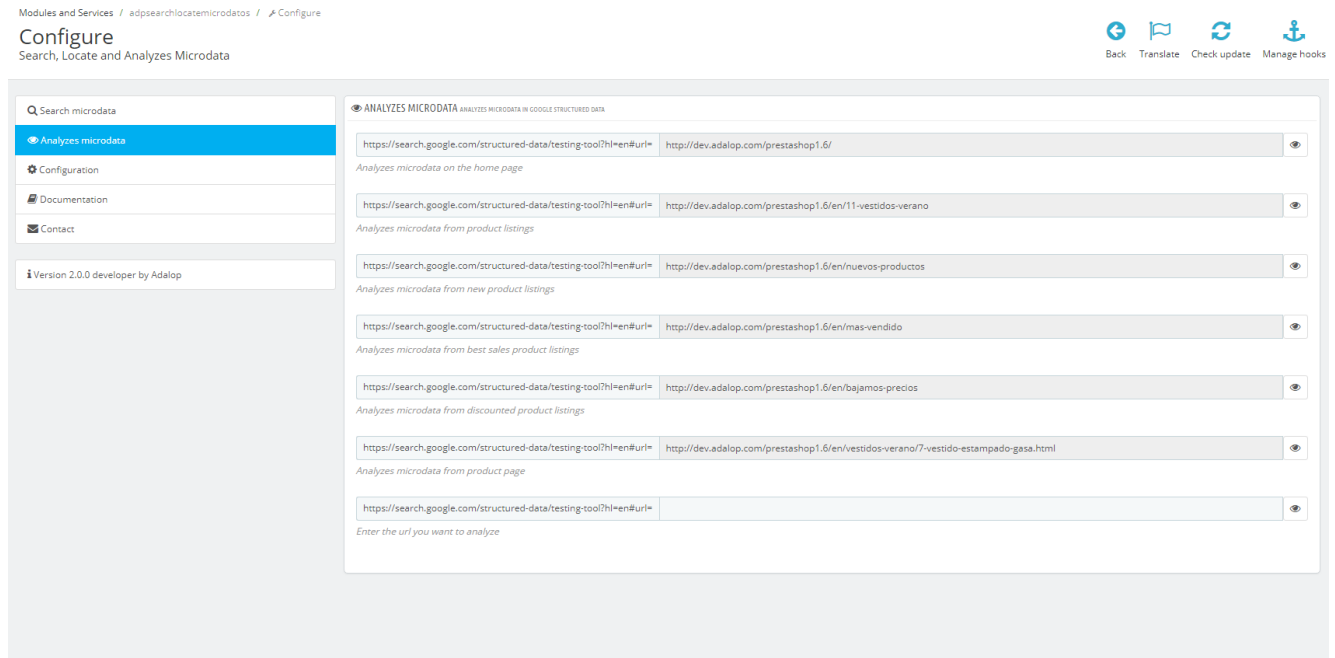 Modules and Services / adpsearchlocatemicrodatos / Configure
Configure
Search, Locate and Analyzes Microdata
Back Translate Check update Manage hooks
Search microdata
Analyzes microdata
Configuration
Documentation
Contact
Version 2.0.0 developer by Adalop
ANALYZES MICRODATA ANALYZES MICRODATA IN GOOGLE STRUCTURED DATA
https://search.google.com/structured-data/testing-tool?hl=en#url= http://dev.adalop.com/prestashop1.6/
Analyzes microdata on the home page
https://search.google.com/structured-data/testing-tool?hl=en#url= http://dev.adalop.com/prestashop1.6/en/11-vestidos-verano
Analyzes microdata from product listings
https://search.google.com/structured-data/testing-tool?hl=en#url= http://dev.adalop.com/prestashop1.6/en/nuevos-productos
Analyzes microdata from new product listings
https://search.google.com/structured-data/testing-tool?hl=en#url= http://dev.adalop.com/prestashop1.6/en/mas-vendido
Analyzes microdata from best sales product listings
https://search.google.com/structured-data/testing-tool?hl=en#url= http://dev.adalop.com/prestashop1.6/en/bajamos-precios
Analyzes microdata from discounted product listings
https://search.google.com/structured-data/testing-tool?hl=en#url= http://dev.adalop.com/prestashop1.6/en/vestidos-verano/7-vestido-estampado-gasa.html
Analyzes microdata from product page
https://search.google.com/structured-data/testing-tool?hl=en#url=
Enter the url you want to analyze